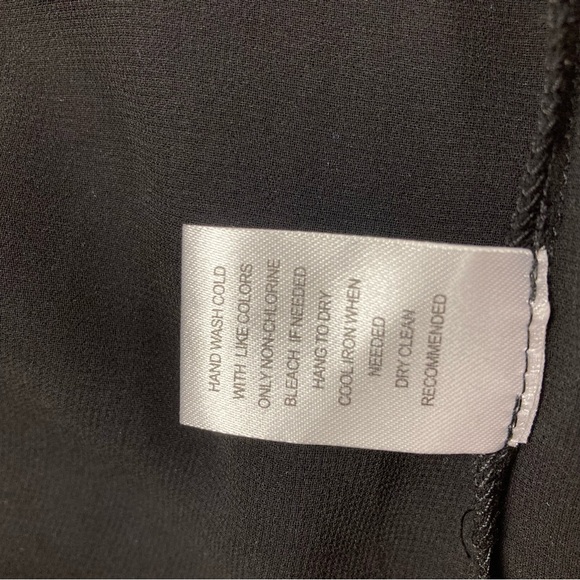 HAND WASH COLD
WITH LIKE COLORS
ONLY NON-CHLORINE
BLEACH IF NEEDED
HANG TO DRY
COOL IRON WHEN
NEEDED
DRY CLEAN
RECOMMENDED